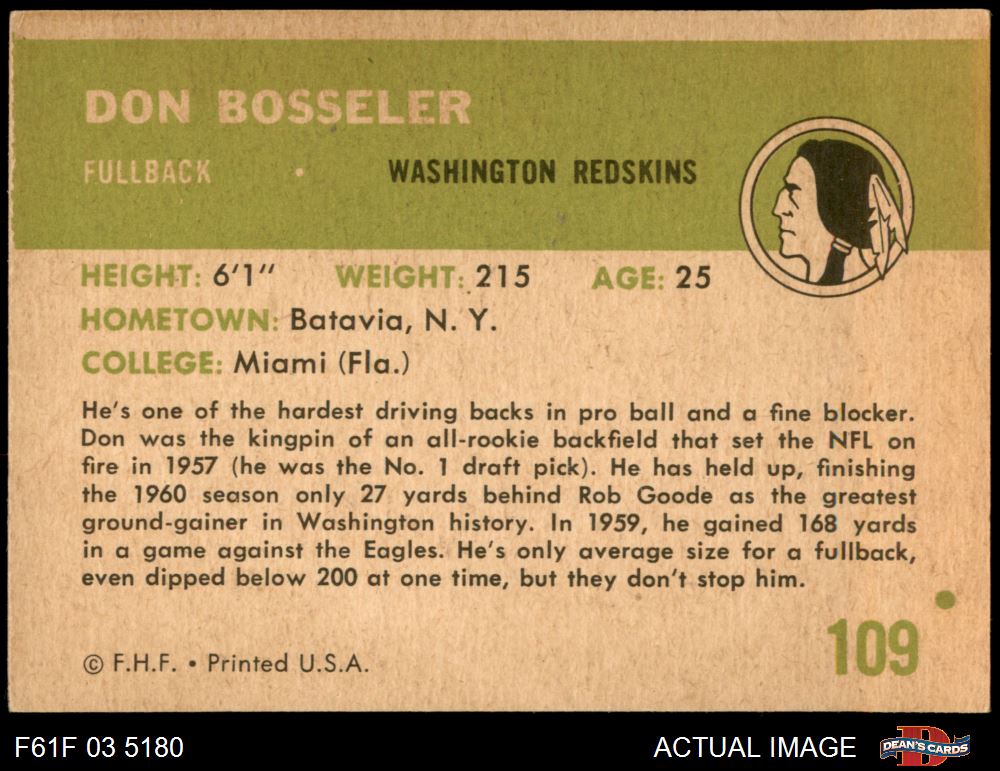 DON BOSSELER
FULLBACK • WASHINGTON REDSKINS
HEIGHT: 6'1" WEIGHT: 215 AGE: 25
HOMETOWN: Batavia, N. Y.
COLLEGE: Miami (Fla.)
He's one of the hardest driving backs in pro ball and a fine blocker.
Don was the kingpin of an all-rookie backfield that set the NFL on
fire in 1957 (he was the No. 1 draft pick). He has held up, finishing
the 1960 season only 27 yards behind Rob Goode as the greatest
ground-gainer in Washington history. In 1959, he gained 168 yards
in a game against the Eagles. He's only average size for a fullback,
even dipped below 200 at one time, but they don't stop him.
109
© F.H.F. • Printed U.S.A.
F61F 03 5180 ACTUAL IMAGE DEAN'S CARDS